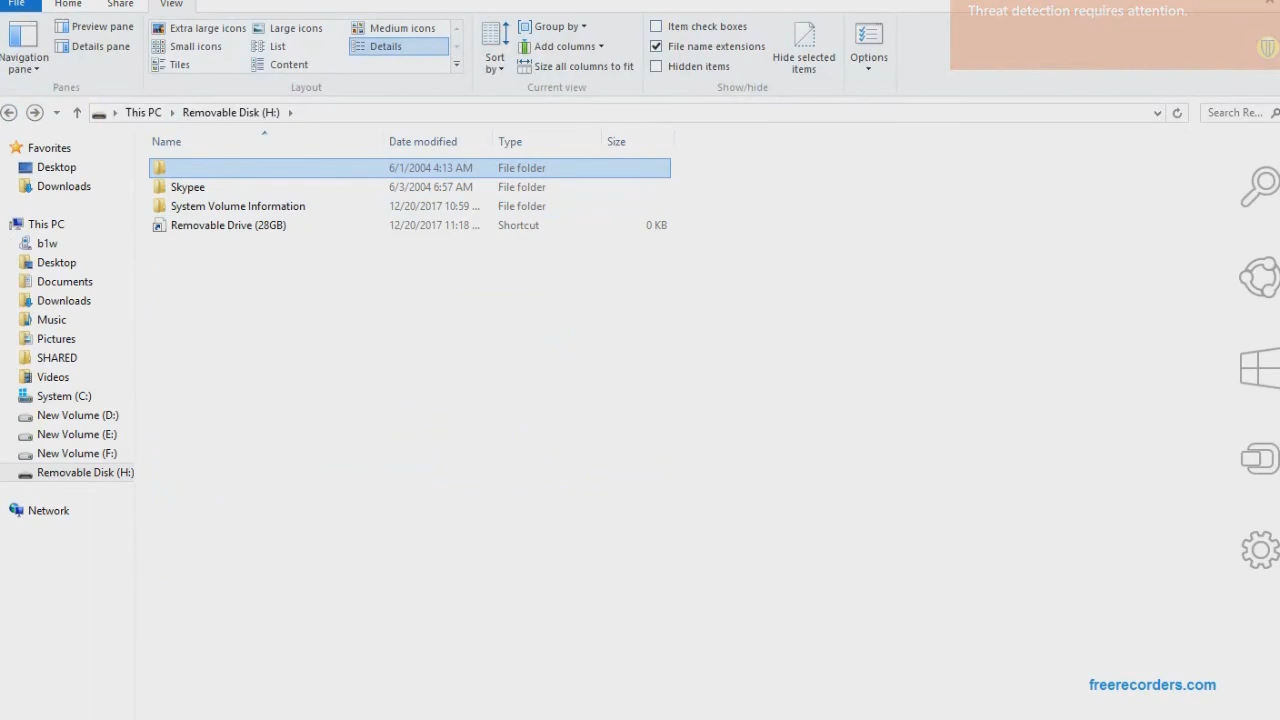 Threat detection requires attention.
File Home Share View
Preview pane
Details pane
Navigation
pane
Panes
Extra large icons Large icons Medium icons
Small icons List Details
Tiles Content
Layout
Sort
by
Group by
Add columns
Size all columns to fit
Current view
Item check boxes
File name extensions
Hidden items
Hide selected
items
Show/hide
Options
This PC Removable Disk (H:)
Search Re...
Name Date modified Type Size
6/1/2004 4:13 AM File folder
Skypee 6/3/2004 6:57 AM File folder
System Volume Information 12/20/2017 10:59 ... File folder
Removable Drive (28GB) 12/20/2017 11:18 ... Shortcut 0 KB
Favorites
Desktop
Downloads
This PC
b1w
Desktop
Documents
Downloads
Music
Pictures
SHARED
Videos
System (C:)
New Volume (D:)
New Volume (E:)
New Volume (F:)
Removable Disk (H:)
Network
freerecorders.com